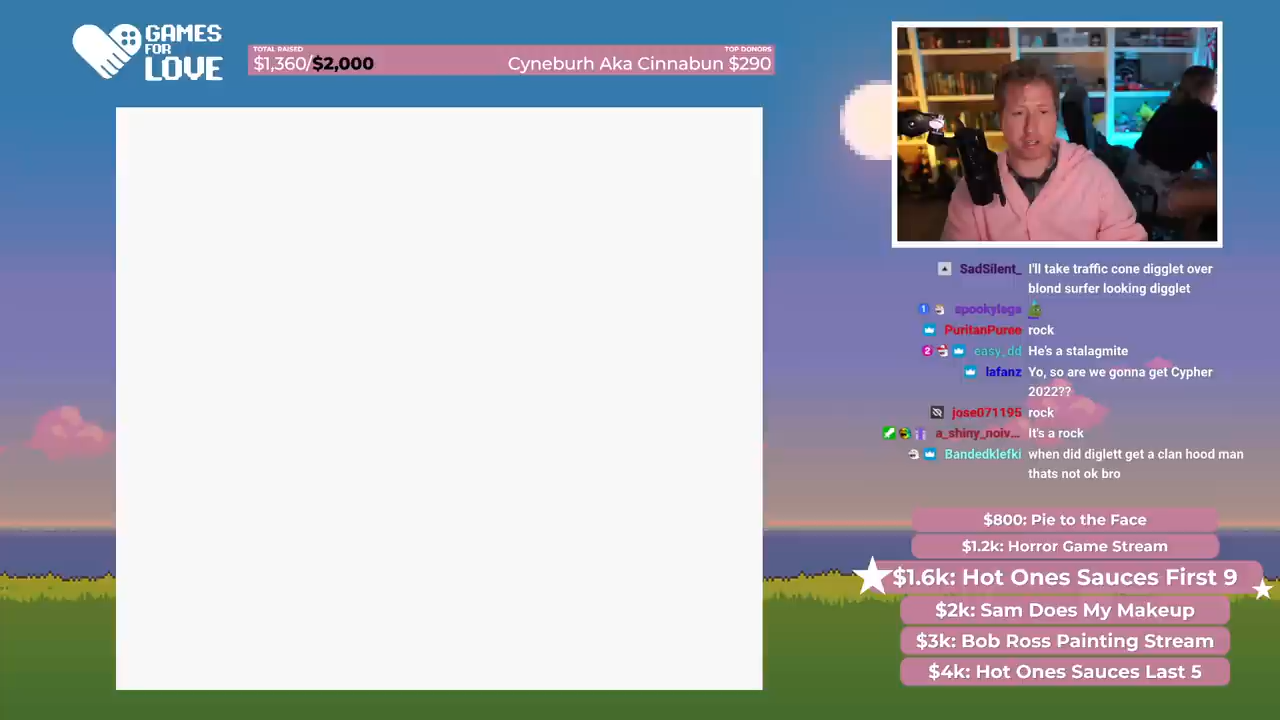 GAMES
FOR
LOVE
TOTAL RAISED
TOP DONORS
$1,360/$2,000
Cyneburh Aka Cinnabun $290
SadSilent_ I'll take traffic cone digglet over
blond surfer looking digglet
spookylega
PuritanPuree rock
2 easy_dd He's a stalagmite
lafanz Yo, so are we gonna get Cypher
2022??
jose071195 rock
a_shiny_noiv... It's a rock
Bandedklefki when did diglett get a clan hood man
thats not ok bro
$800: Pie to the Face
$1.2k: Horror Game Stream
$1.6k: Hot Ones Sauces First 9
$2k: Sam Does My Makeup
$3k: Bob Ross Painting Stream
$4k: Hot Ones Sauces Last 5